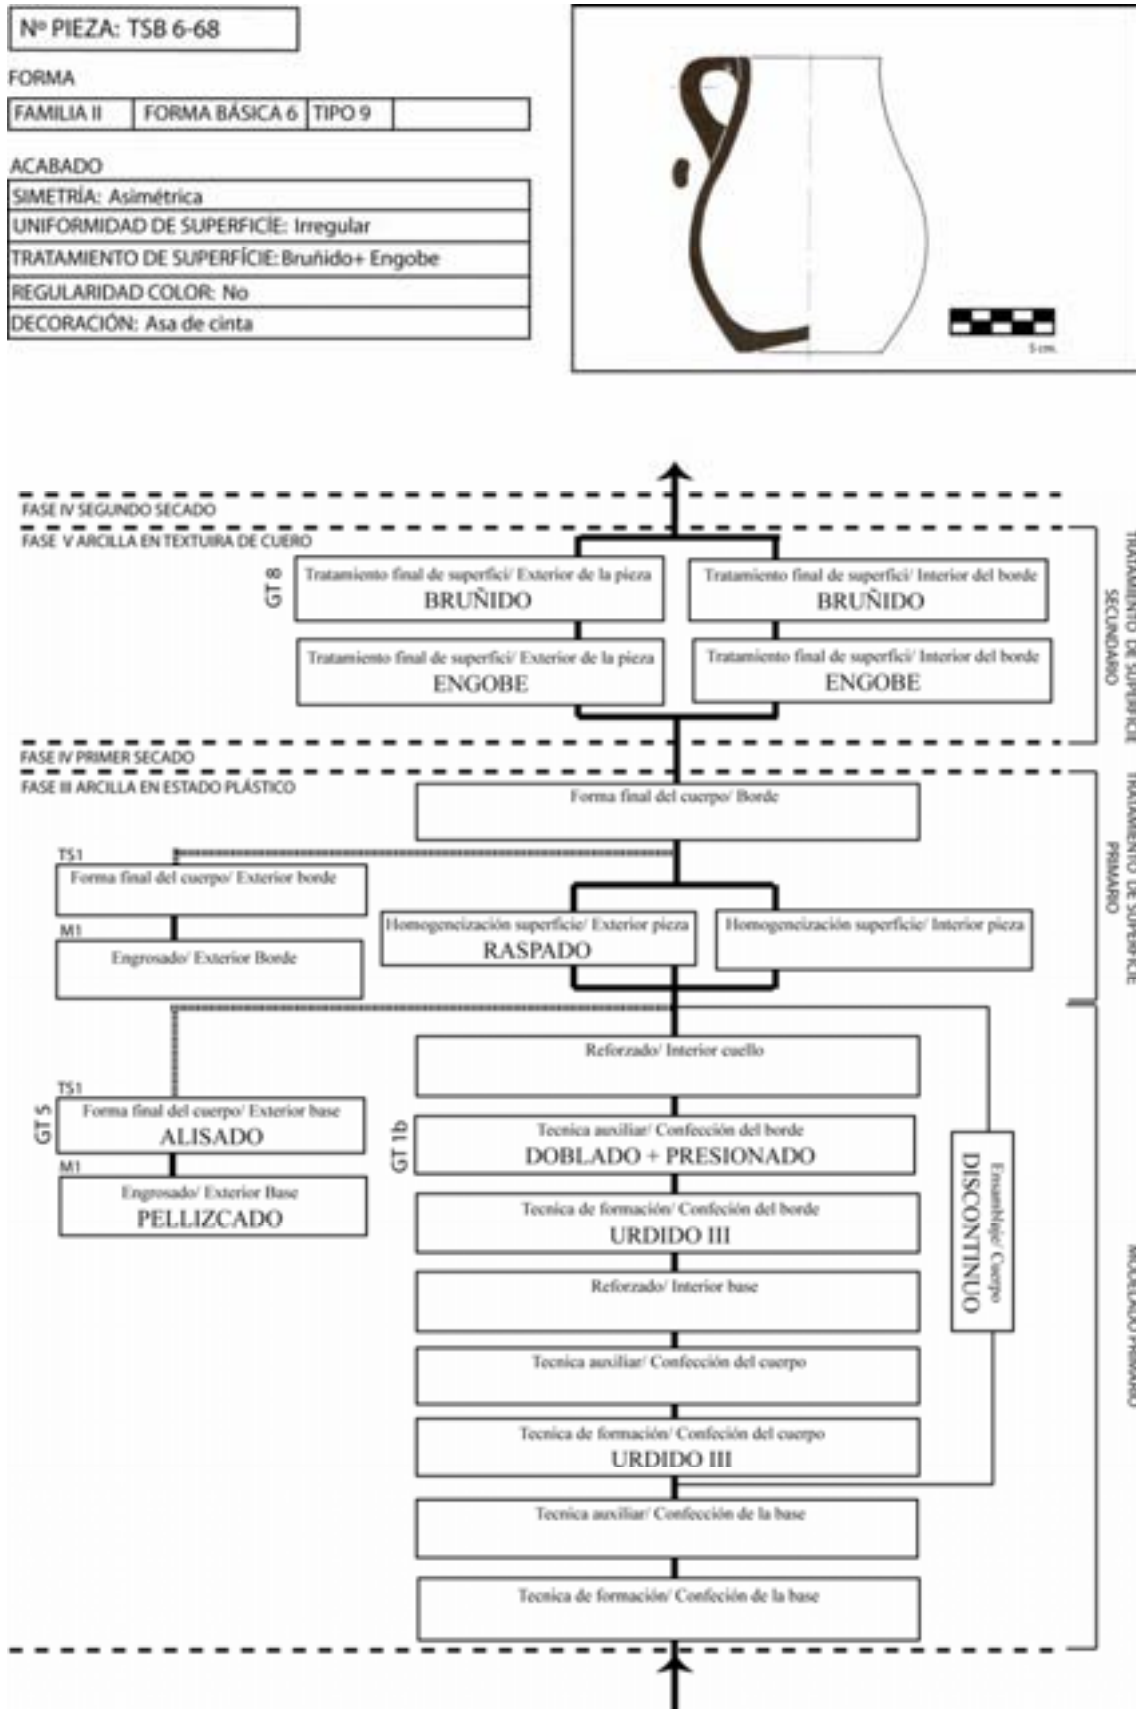 Nº PIEZA: TSB 6-68
FORMA
FAMILIA II FORMA BÁSICA 6 TIPO 9
ACABADO
SIMETRÍA: Asimétrica
UNIFORMIDAD DE SUPERFICÍE: Irregular
TRATAMIENTO DE SUPERFÍCIE: Bruñido+ Engobe
REGULARIDAD COLOR: No
DECORACIÓN: Asa de cinta
5 cm.
FASE IV SEGUNDO SECADO
FASE V ARCILLA EN TEXTUIRA DE CUERO
GT 8
Tratamiento final de superfici/ Exterior de la pieza
BRUÑIDO
Tratamiento final de superfici/ Interior del borde
BRUÑIDO
Tratamiento final de superfici/ Exterior de la pieza
ENGOBE
Tratamiento final de superfici/ Interior del borde
ENGOBE
TRATAMIENTO DE SUPERFICIE
SECUNDARIO
FASE IV PRIMER SECADO
FASE III ARCILLA EN ESTADO PLÁSTICO
Forma final del cuerpo/ Borde
TS1
Forma final del cuerpo/ Exterior borde
M1
Engrosado/ Exterior Borde
Homogeneización superficie/ Exterior pieza
RASPADO
Homogeneización superficie/ Interior pieza
TRATAMIENTO DE SUPERFICIE
PRIMARIO
Reforzado/ Interior cuello
GT 5
TS1
Forma final del cuerpo/ Exterior base
ALISADO
M1
Engrosado/ Exterior Base
PELLIZCADO
GT 1b
Tecnica auxiliar/ Confección del borde
DOBLADO + PRESIONADO
Tecnica de formación/ Confeción del borde
URDIDO III
Reforzado/ Interior base
Tecnica auxiliar/ Confección del cuerpo
Tecnica de formación/ Confeción del cuerpo
URDIDO III
Ensamblaje/ Cuerpo
DISCONTINUO
Tecnica auxiliar/ Confección de la base
Tecnica de formación/ Confeción de la base
MODELADO PRIMARIO